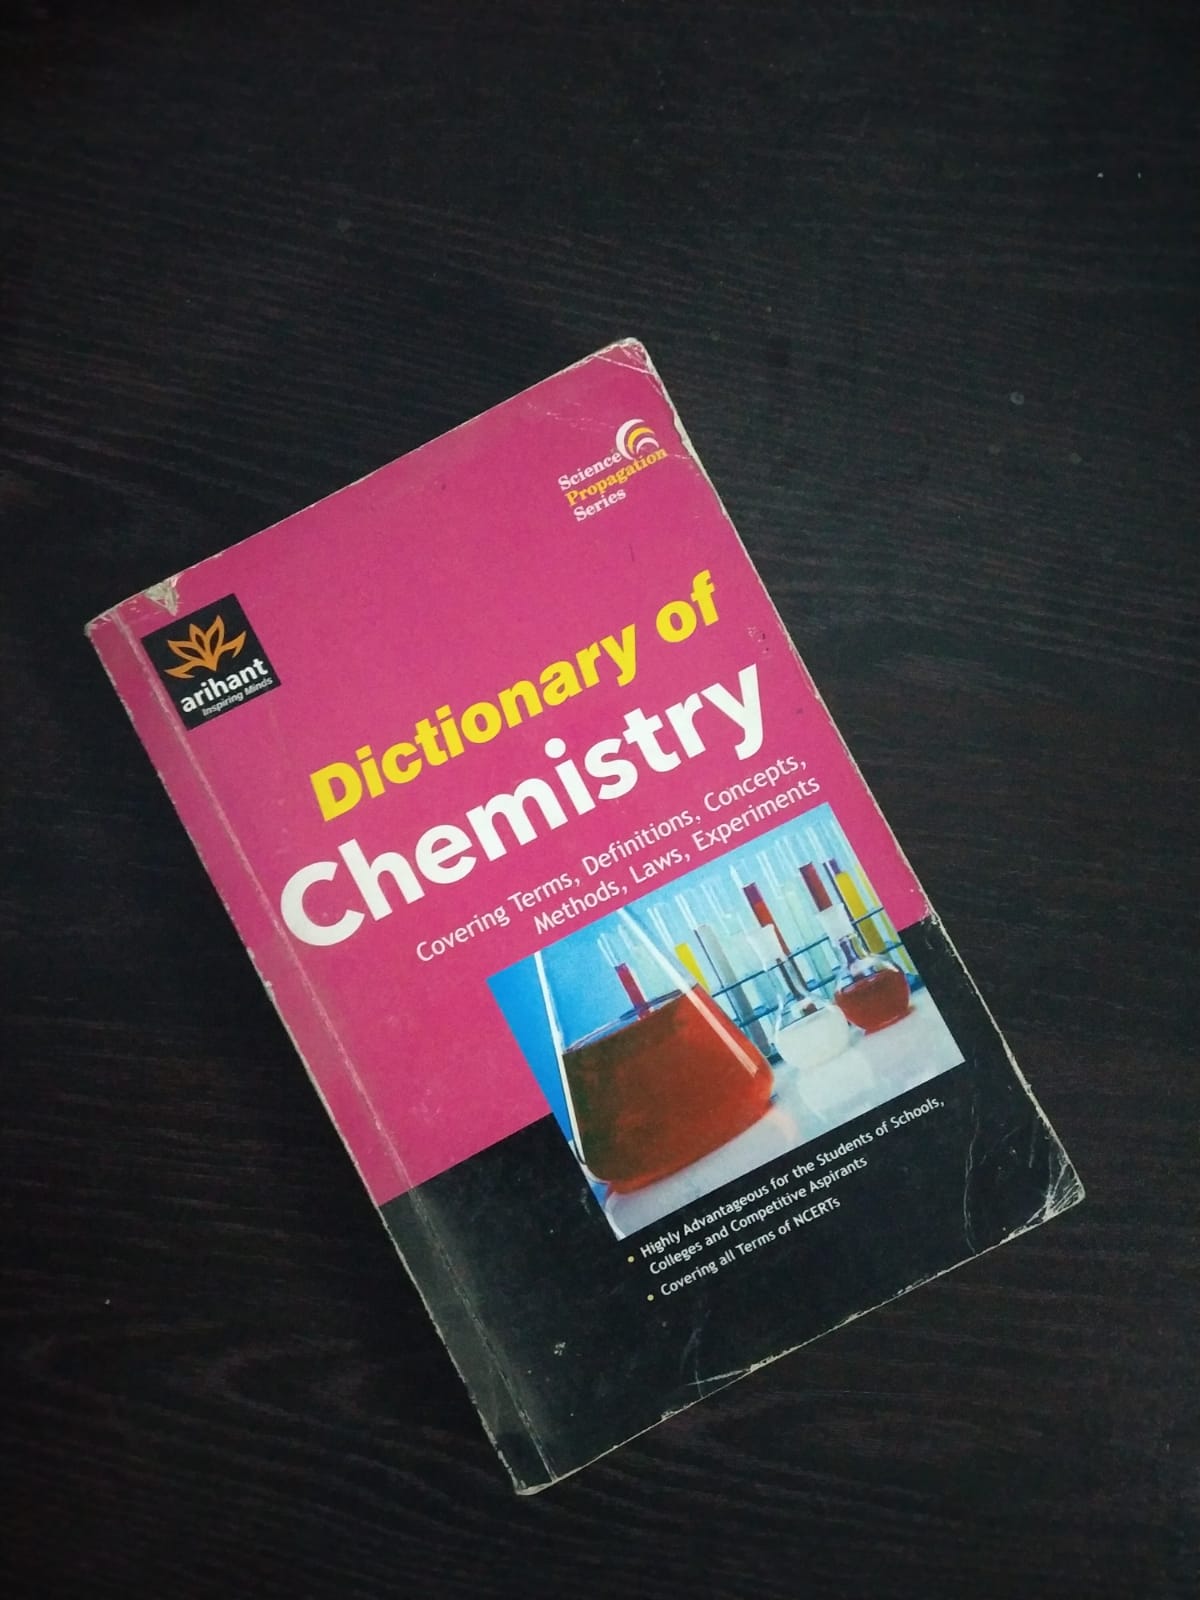 Science
Propagation
Series
arihant
Inspiring Minds
Dictionary of
Chemistry
Covering Terms, Definitions, Concepts,
Methods, Laws, Experiments
• Highly Advantageous for the Students of Schools,
Colleges and Competitive Aspirants
• Covering all Terms of NCERTs